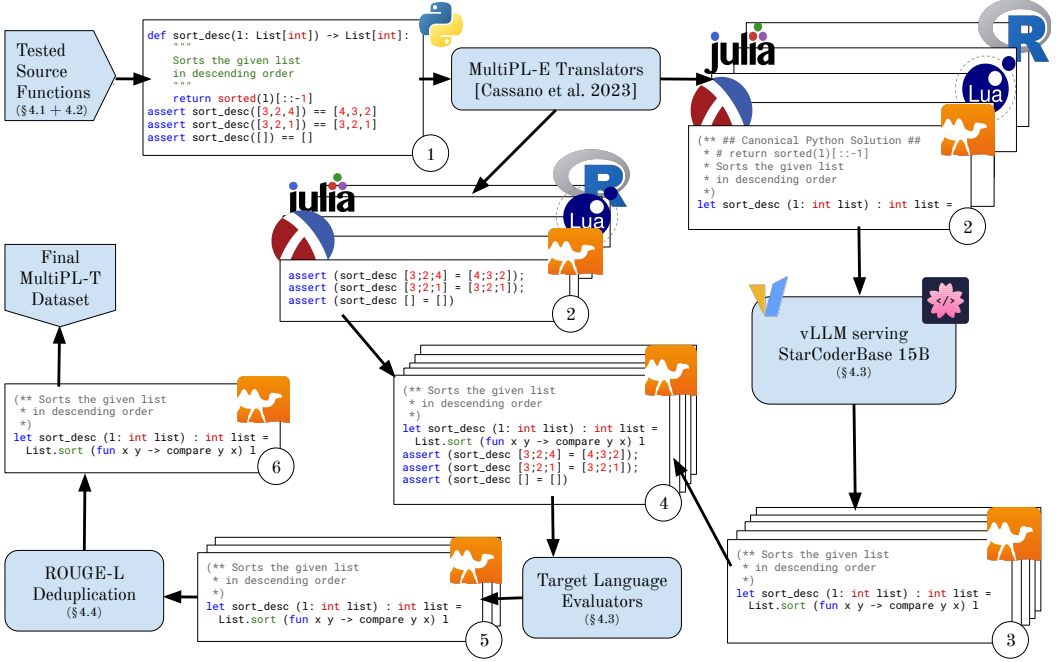 Tested
Source
Functions
(§4.1 + 4.2)
def sort_desc(l: List[int]) -> List[int]:
"""
Sorts the given list
in descending order
"""
return sorted(l)[::-1]
assert sort_desc([3,2,4]) == [4,3,2]
assert sort_desc([3,2,1]) == [3,2,1]
assert sort_desc([]) == []
1
MultiPL-E Translators
[Cassano et al. 2023]
julia
R
Lua
(** ## Canonical Python Solution ##
* # return sorted(l)[::-1]
* Sorts the given list
* in descending order
*)
let sort_desc (l: int list) : int list =
2
julia
R
Lua
assert (sort_desc [3;2;4] = [4;3;2]);
assert (sort_desc [3;2;1] = [3;2;1]);
assert (sort_desc [] = [])
2
vLLM serving
StarCoderBase 15B
(§4.3)
</>
(** Sorts the given list
* in descending order
*)
let sort_desc (l: int list) : int list =
List.sort (fun x y -> compare y x) l
3
(** Sorts the given list
* in descending order
*)
let sort_desc (l: int list) : int list =
List.sort (fun x y -> compare y x) l
assert (sort_desc [3;2;4] = [4;3;2]);
assert (sort_desc [3;2;1] = [3;2;1]);
assert (sort_desc [] = [])
4
Target Language
Evaluators
(§4.3)
(** Sorts the given list
* in descending order
*)
let sort_desc (l: int list) : int list =
List.sort (fun x y -> compare y x) l
5
ROUGE-L
Deduplication
(§4.4)
(** Sorts the given list
* in descending order
*)
let sort_desc (l: int list) : int list =
List.sort (fun x y -> compare y x) l
6
Final
MultiPL-T
Dataset